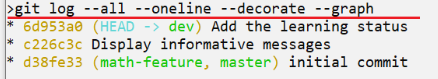 >git log --all --oneline --decorate --graph
* 6d953a0 (HEAD -> dev) Add the learning status
* c226c3c Display informative messages
* d38fe33 (math-feature, master) initial commit